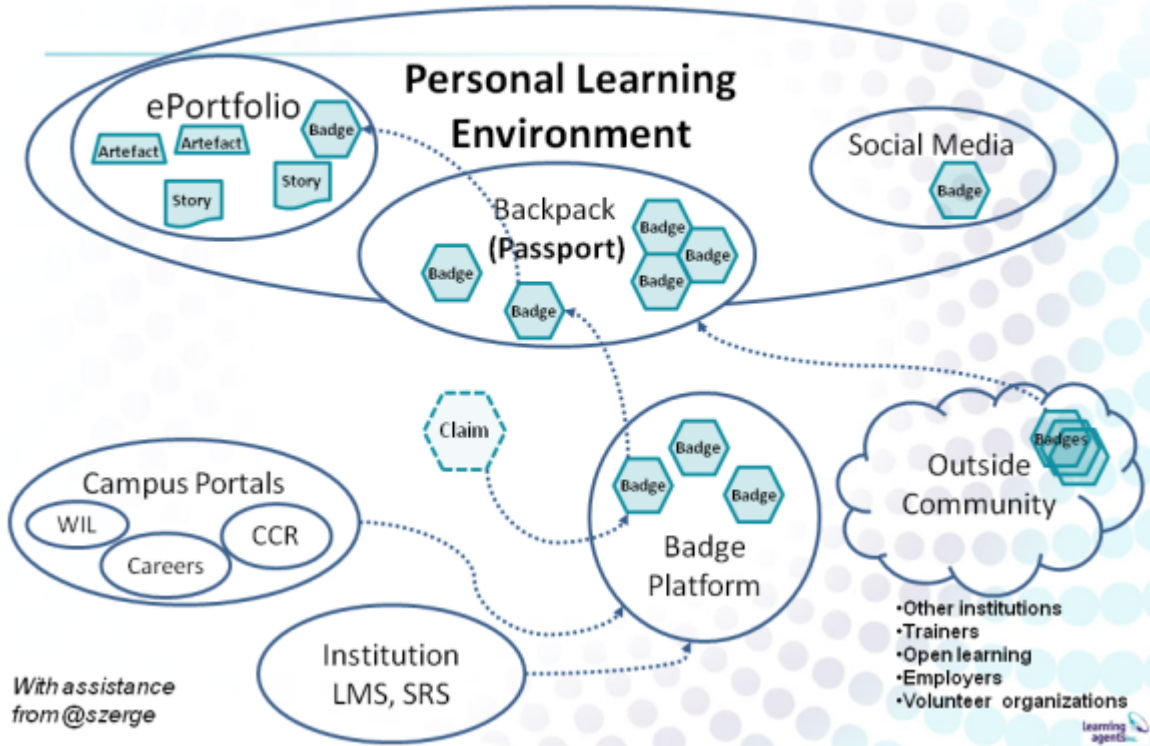 Personal Learning
Environment
ePortfolio
Artefact
Artefact
Badge
Story
Story
Social Media
Badge
Backpack
(Passport)
Badge
Badge
Badge
Badge
Badge
Claim
Badge
Badge
Badge
Badge
Platform
Campus Portals
WIL
Careers
CCR
Institution
LMS, SRS
Badges
Outside
Community
•Other institutions
•Trainers
•Open learning
•Employers
•Volunteer organizations
With assistance
from @szerge
learning
agents inc.